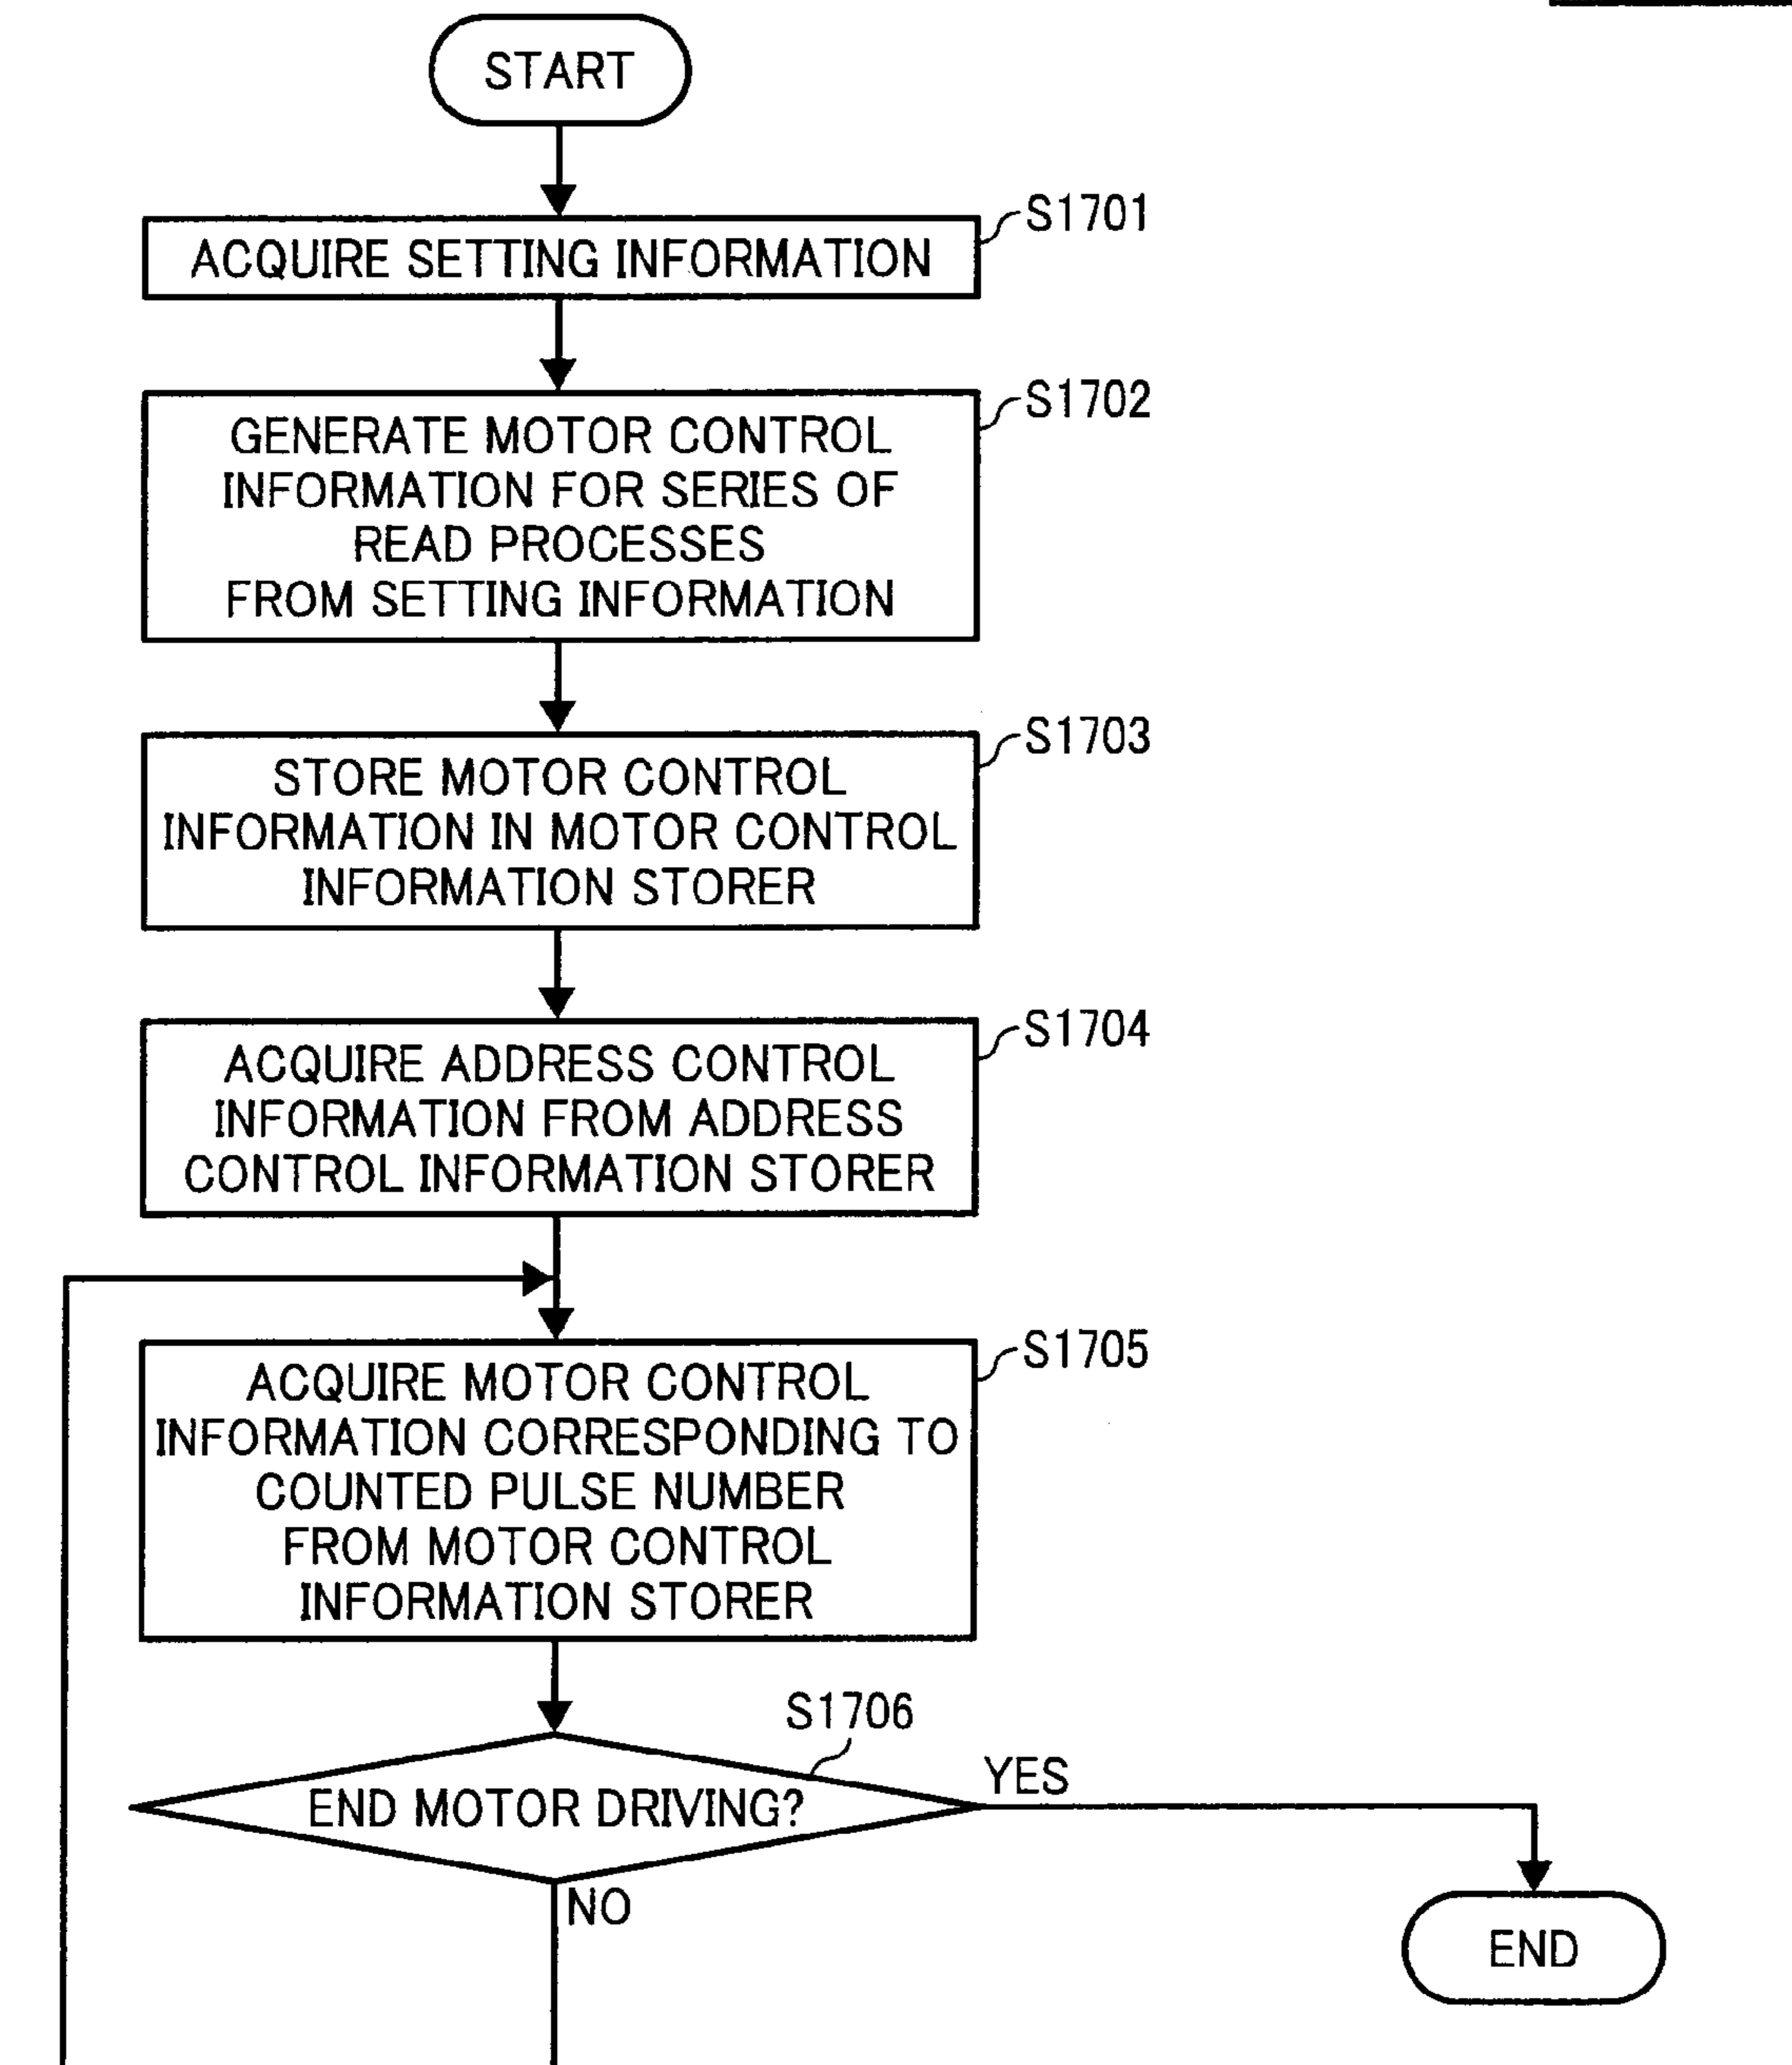 START
S1701
ACQUIRE SETTING INFORMATION
S1702
GENERATE MOTOR CONTROL
INFORMATION FOR SERIES OF
READ PROCESSES
FROM SETTING INFORMATION
S1703
STORE MOTOR CONTROL
INFORMATION IN MOTOR CONTROL
INFORMATION STORER
S1704
ACQUIRE ADDRESS CONTROL
INFORMATION FROM ADDRESS
CONTROL INFORMATION STORER
S1705
ACQUIRE MOTOR CONTROL
INFORMATION CORRESPONDING TO
COUNTED PULSE NUMBER
FROM MOTOR CONTROL
INFORMATION STORER
S1706
END MOTOR DRIVING?
YES
NO
END